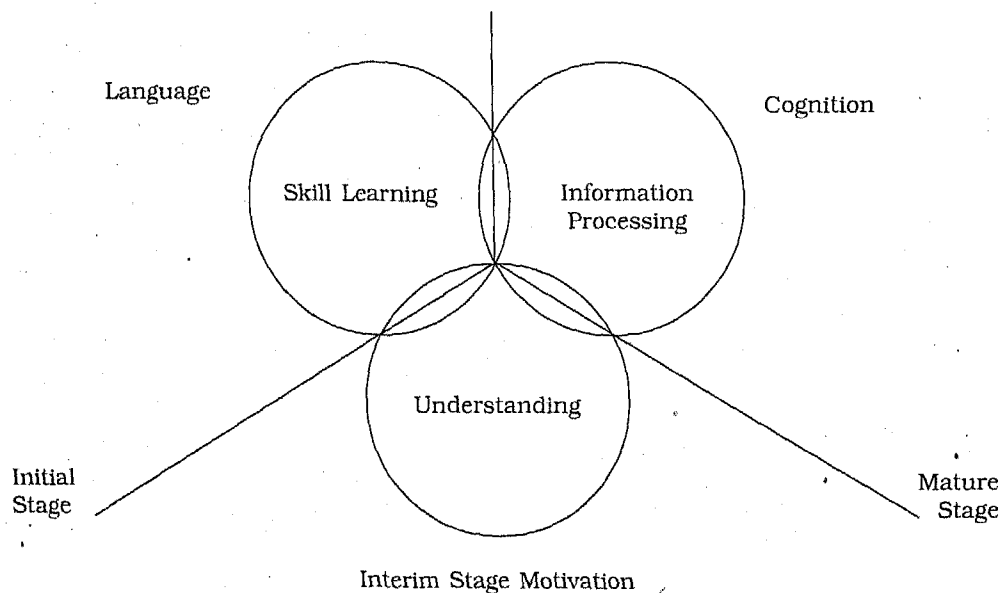 Language
Cognition
Skill Learning
Information
Processing
Understanding
Initial
Stage
Mature
Stage
Interim Stage Motivation